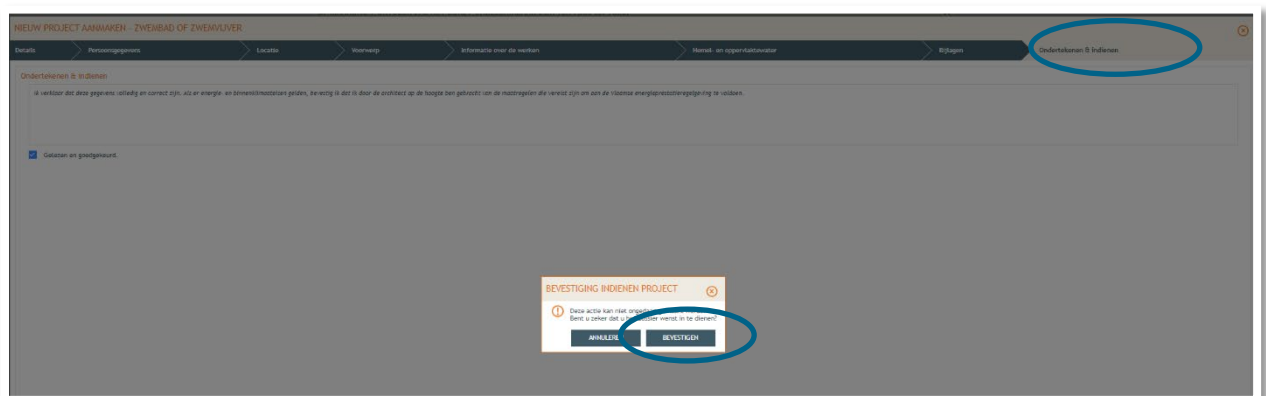 NIEUW PROJECT AANMAKEN - ZWEMBAD OF ZWEMVIJVER
Details Persoonsgegevens Locatie Voorwerp Informatie over de werken Hemel- en oppervlaktewater Bijlagen Ondertekenen & indienen
Ondertekenen & indienen
Ik verklaar dat deze gegevens volledig en correct zijn. als er energie- en binnenklimaateisen gelden, bevestig ik dat ik door de architect op de hoogte ben gebracht van de maatregelen die vereist zijn om aan de Vlaamse energieprestatieregelgeving te voldoen.
Gelezen en goedgekeurd.
BEVESTIGING INDIENEN PROJECT
Deze actie kan niet
Bent u zeker dat u wenst in te dienen?
BEVESTIGEN